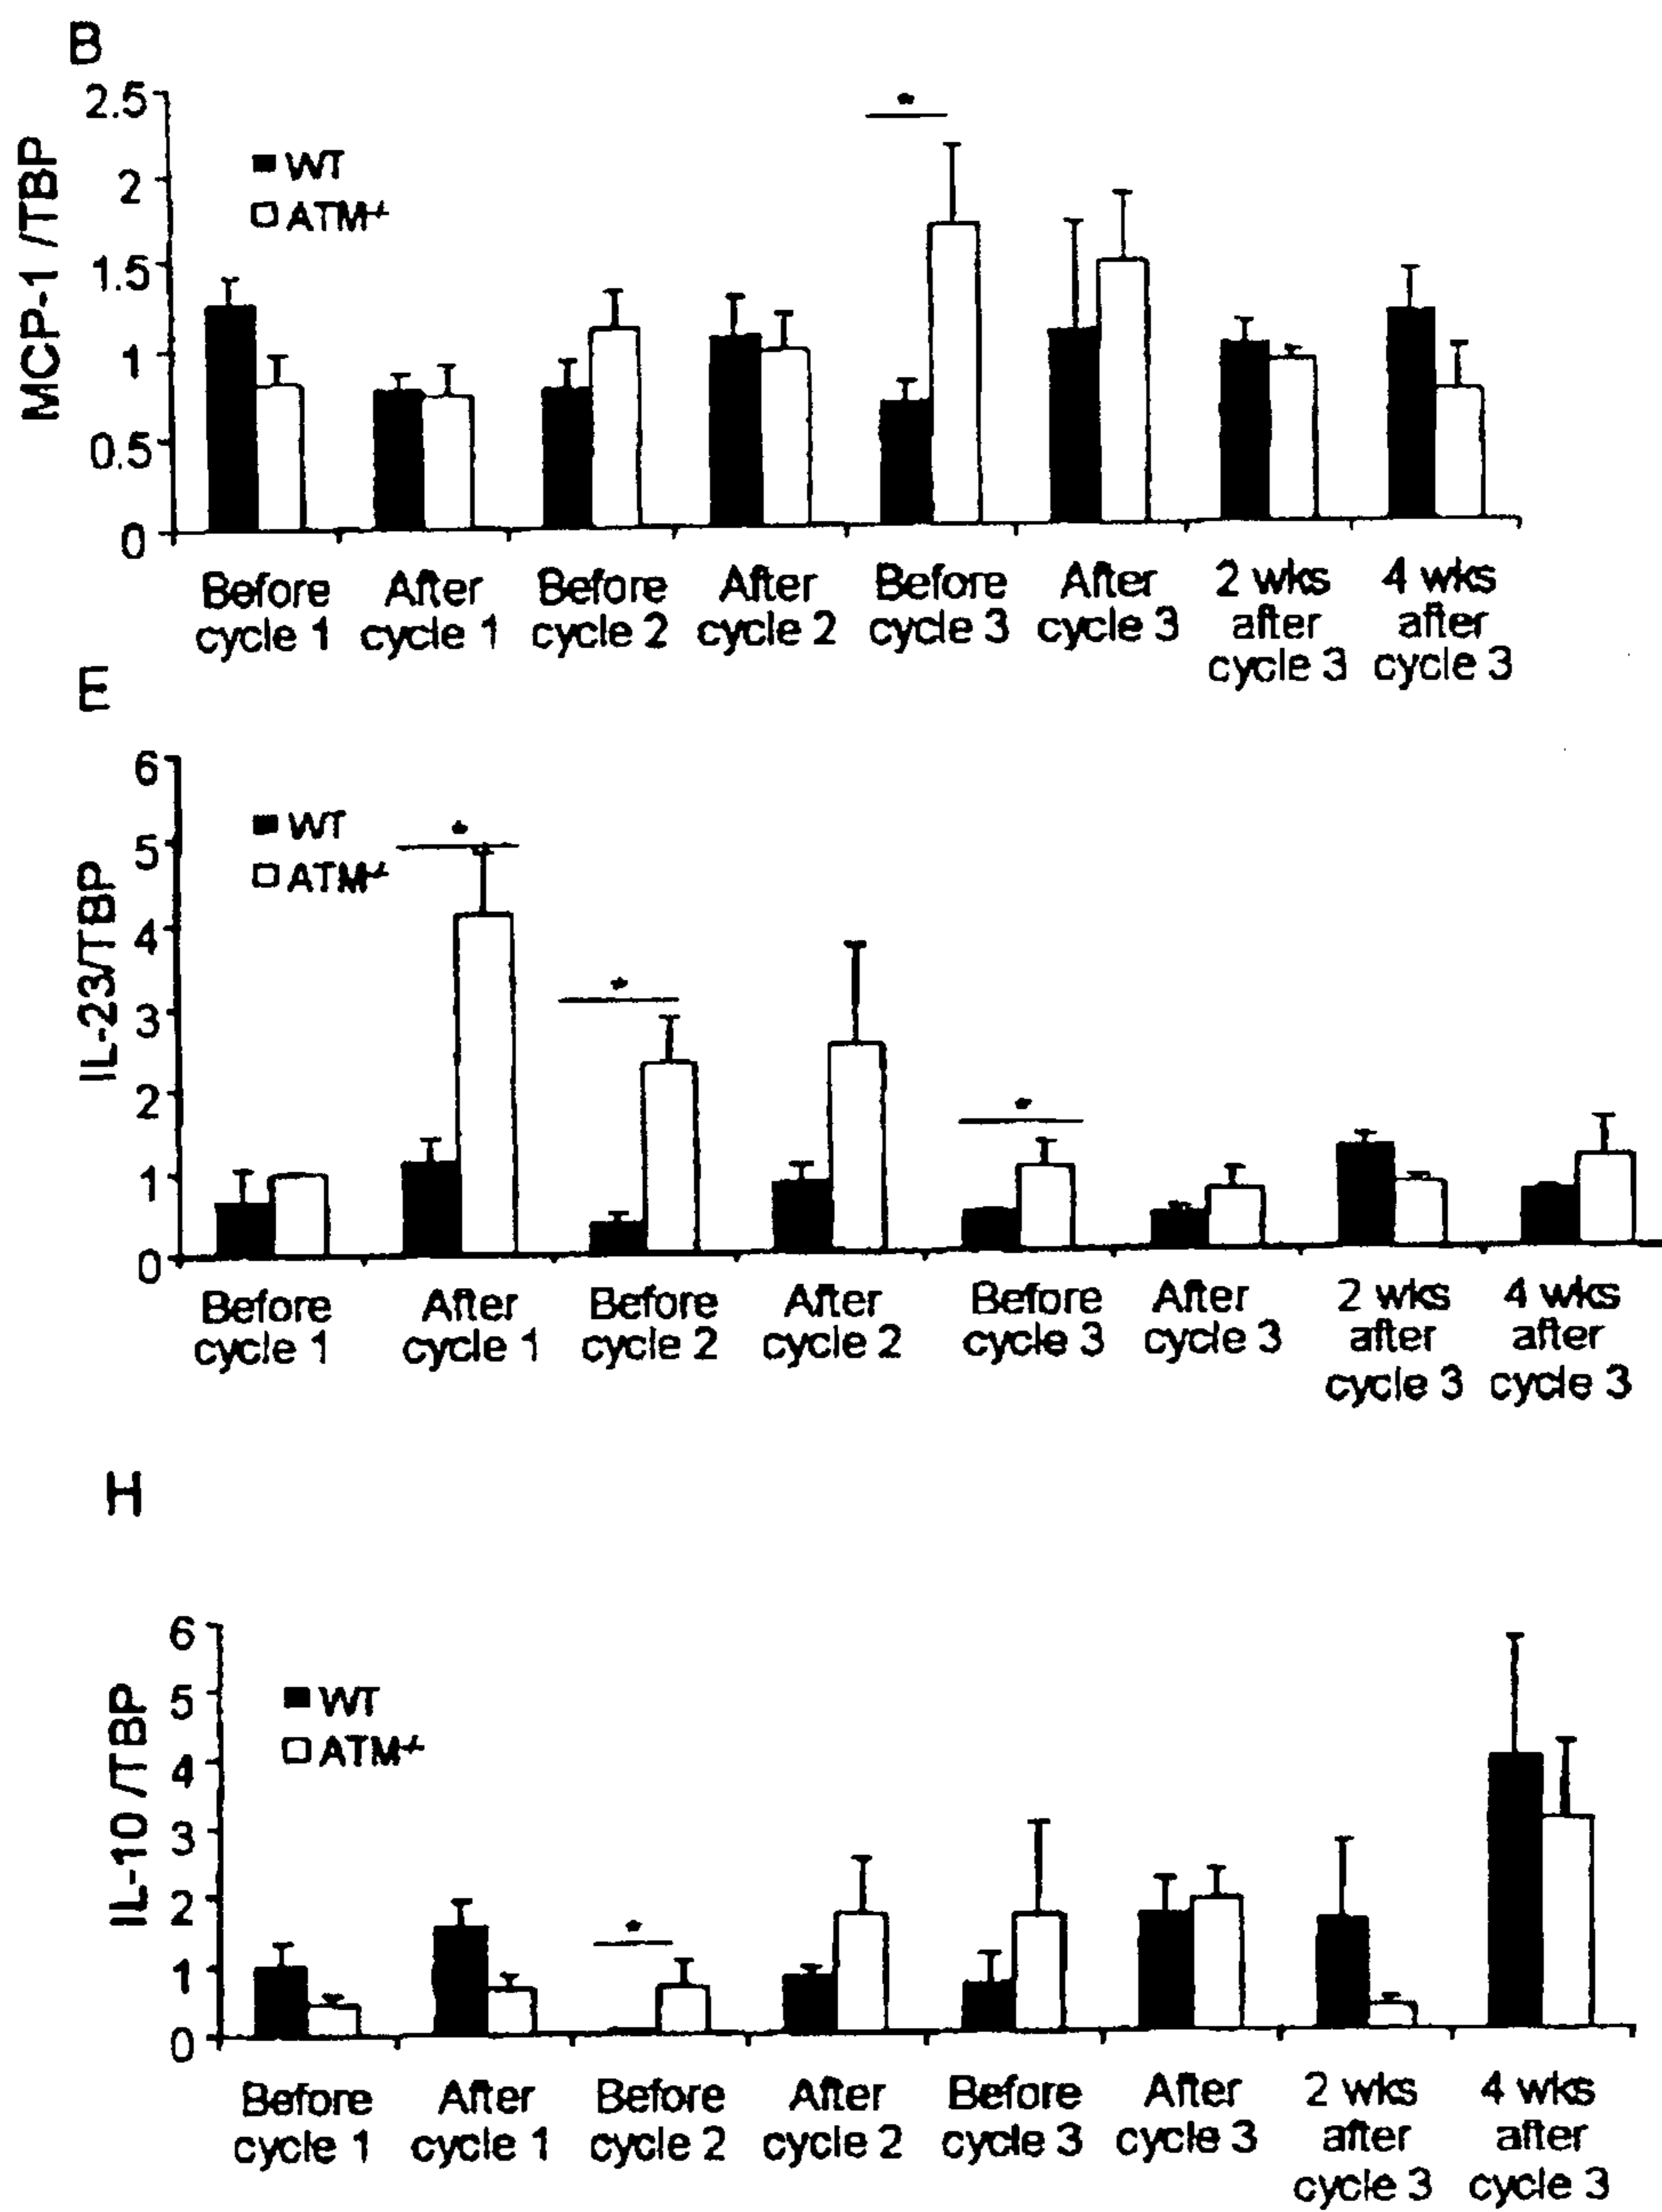 B
MCP-1 /TBP
2.5
2
1.5
1
0.5
0
WT
ATM-/-
*
Before After Before After Before After 2 wks 4 wks
cycle 1 cycle 1 cycle 2 cycle 2 cycle 3 cycle 3 after after
cycle 3 cycle 3
E
IL-23/TBP
6
5
4
3
2
1
0
WT
ATM-/-
*
*
*
Before After Before After Before After 2 wks 4 wks
cycle 1 cycle 1 cycle 2 cycle 2 cycle 3 cycle 3 after after
cycle 3 cycle 3
H
IL-10 /TBP
6
5
4
3
2
1
0
WT
ATM-/-
*
Before After Before After Before After 2 wks 4 wks
cycle 1 cycle 1 cycle 2 cycle 2 cycle 3 cycle 3 after after
cycle 3 cycle 3